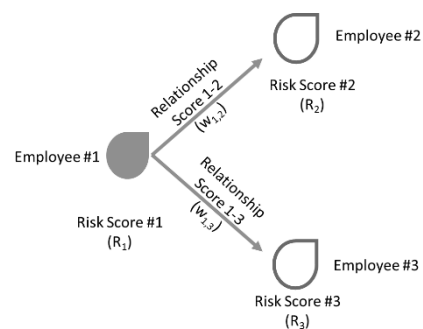 Employee #2
Relationship
Score 1-2
(w1,2)
Risk Score #2
(R2)
Employee #1
Risk Score #1
(R1)
Relationship
Score 1-3
(w1,3)
Employee #3
Risk Score #3
(R3)